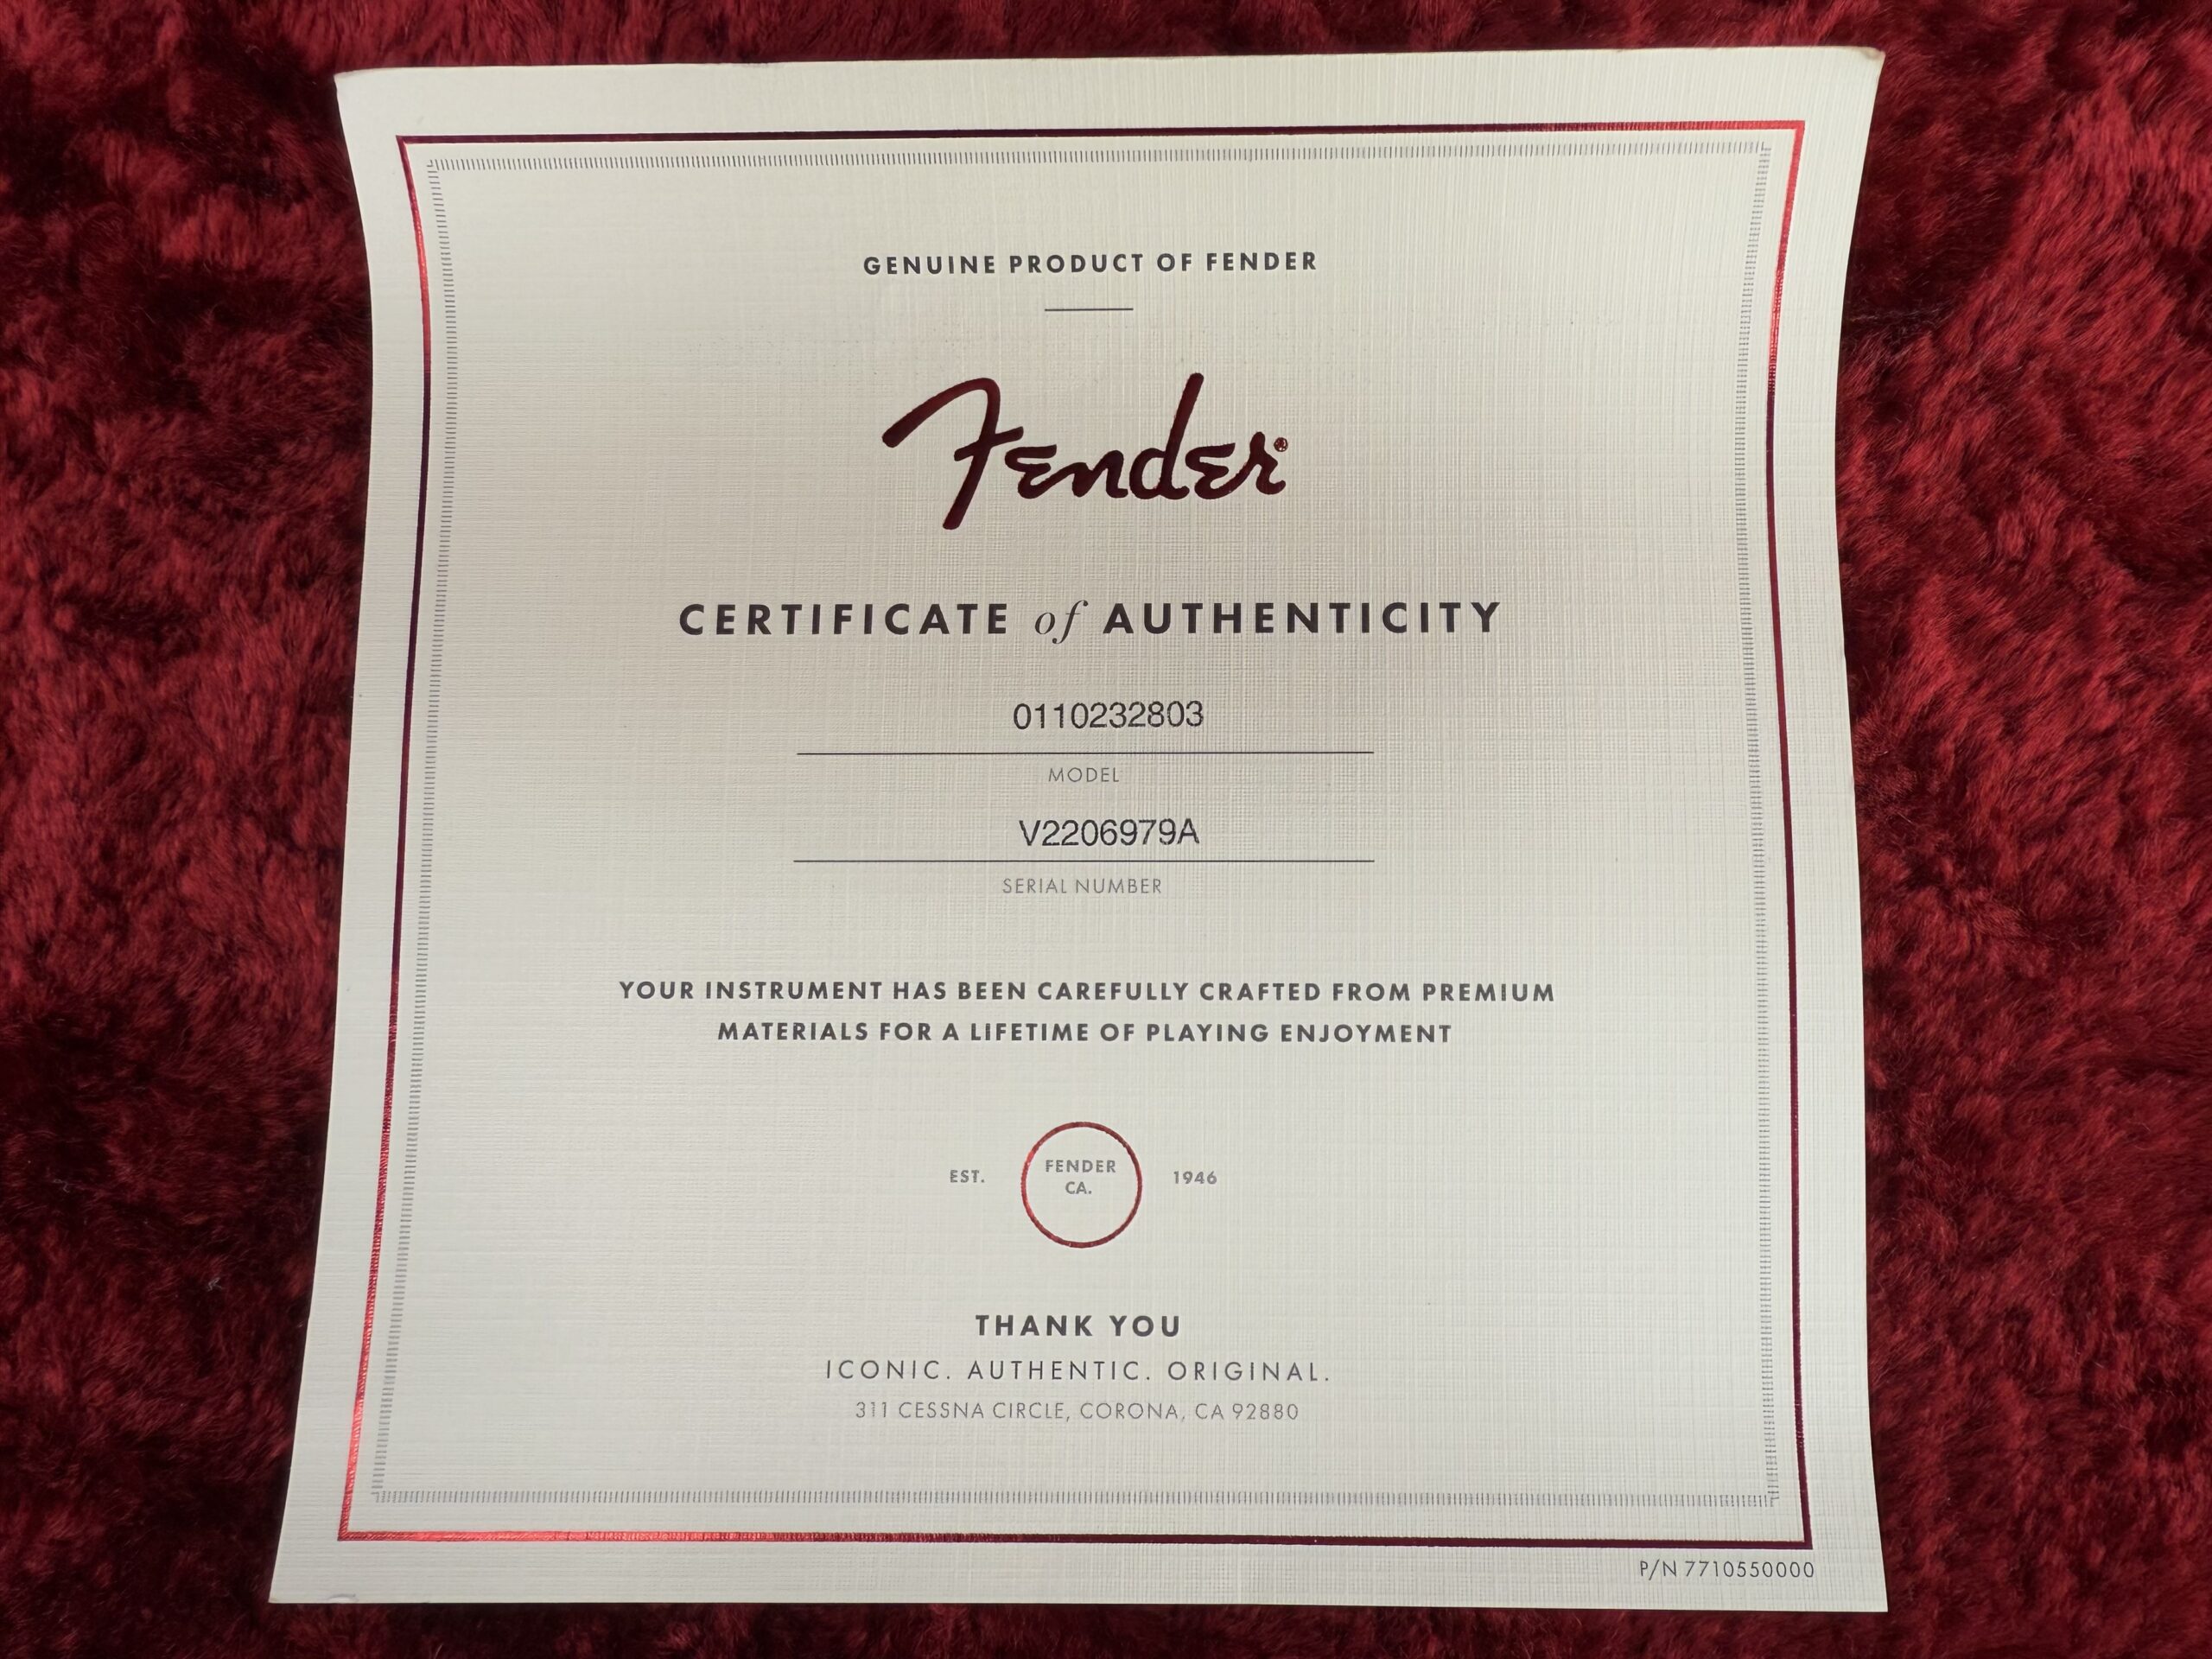 GENUINE PRODUCT OF FENDER
Fender®
CERTIFICATE of AUTHENTICITY
0110232803
MODEL
V2206979A
SERIAL NUMBER
YOUR INSTRUMENT HAS BEEN CAREFULLY CRAFTED FROM PREMIUM
MATERIALS FOR A LIFETIME OF PLAYING ENJOYMENT
EST. FENDER CA. 1946
THANK YOU
ICONIC. AUTHENTIC. ORIGINAL.
311 CESSNA CIRCLE, CORONA, CA 92880
P/N 7710550000